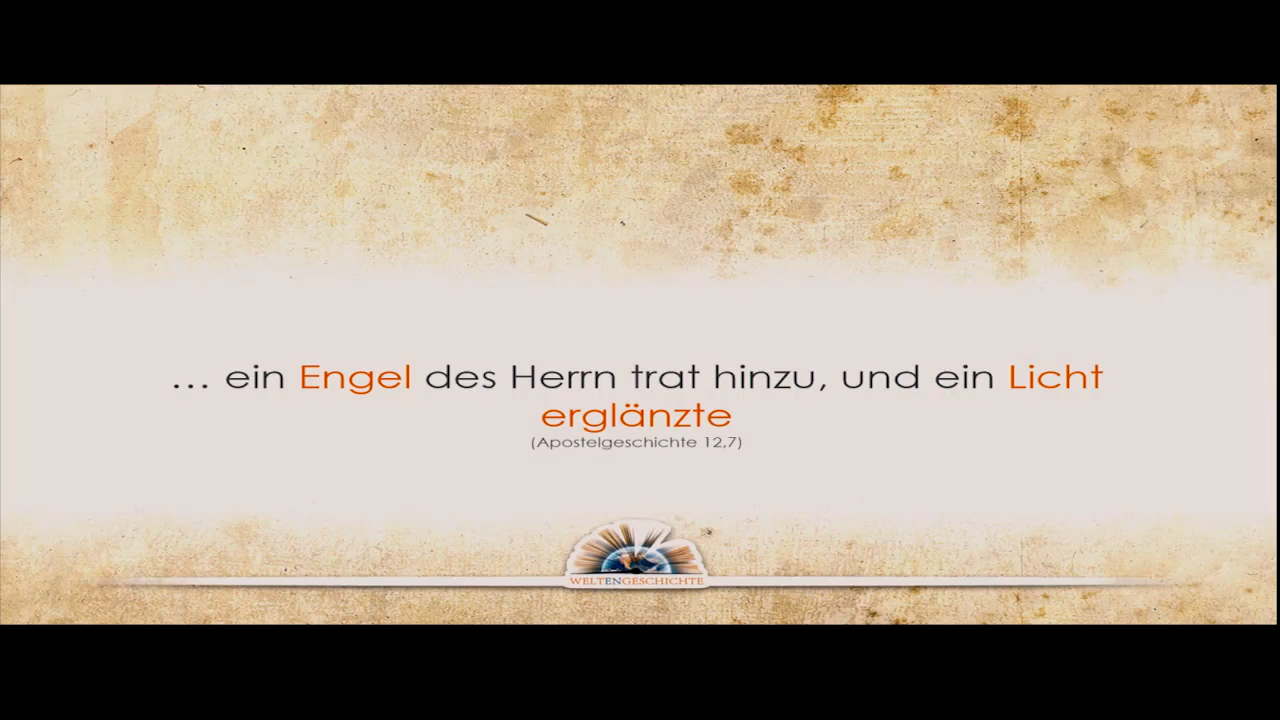 ... ein Engel des Herrn trat hinzu, und ein Licht
erglänzte
(Apostelgeschichte 12,7)
WELTENGESCHICHTE